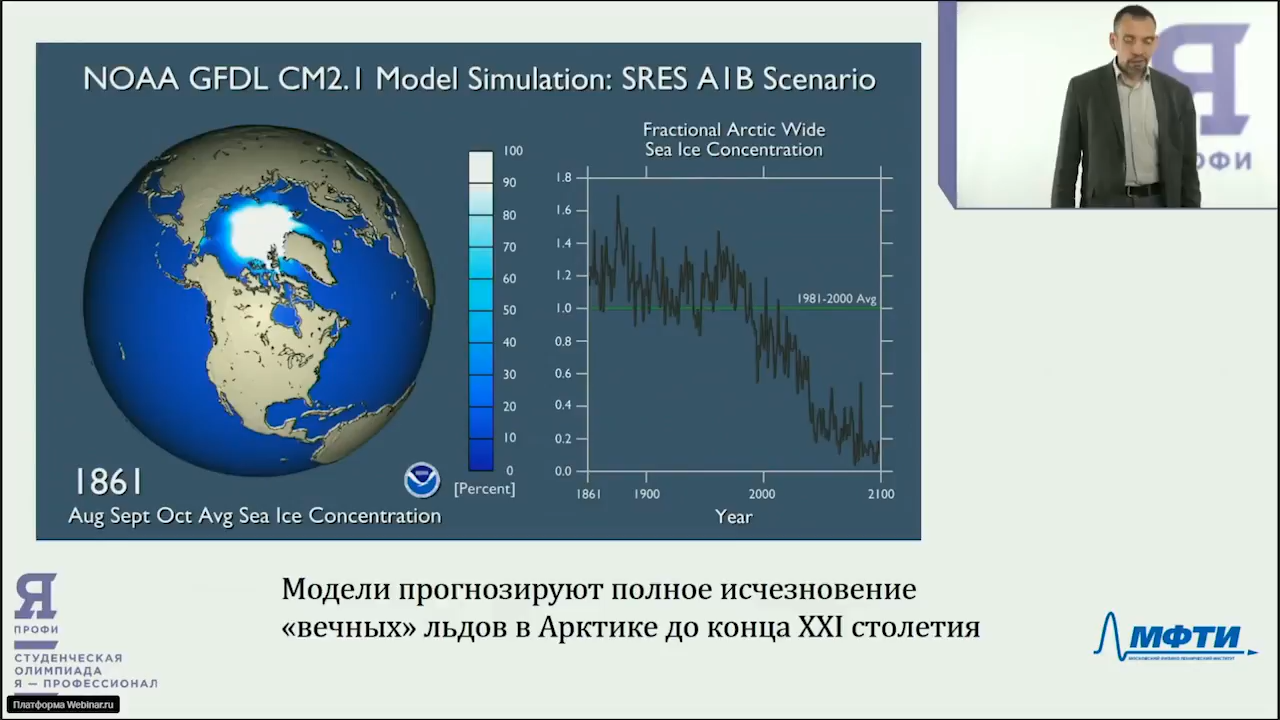 NOAA GFDL CM2.1 Model Simulation: SRES A1B Scenario
Fractional Arctic Wide
Sea Ice Concentration
100
90
80
70
60
50
40
30
20
10
0
[Percent]
1.8
1.6
1.4
1.2
1.0
0.8
0.6
0.4
0.2
0.0
1981-2000 Avg
1861
1900
2000
2100
Year
1861
Aug Sept Oct Avg Sea Ice Concentration
Я
ОФИ
Модели прогнозируют полное исчезновение
«вечных» льдов в Арктике до конца XXI столетия
Я
ПРОФИ
СТУДЕНЧЕСКАЯ
ОЛИМПИАДА
Я — ПРОФЕССИОНАЛ
МФТИ
Платформа Webinar.ru